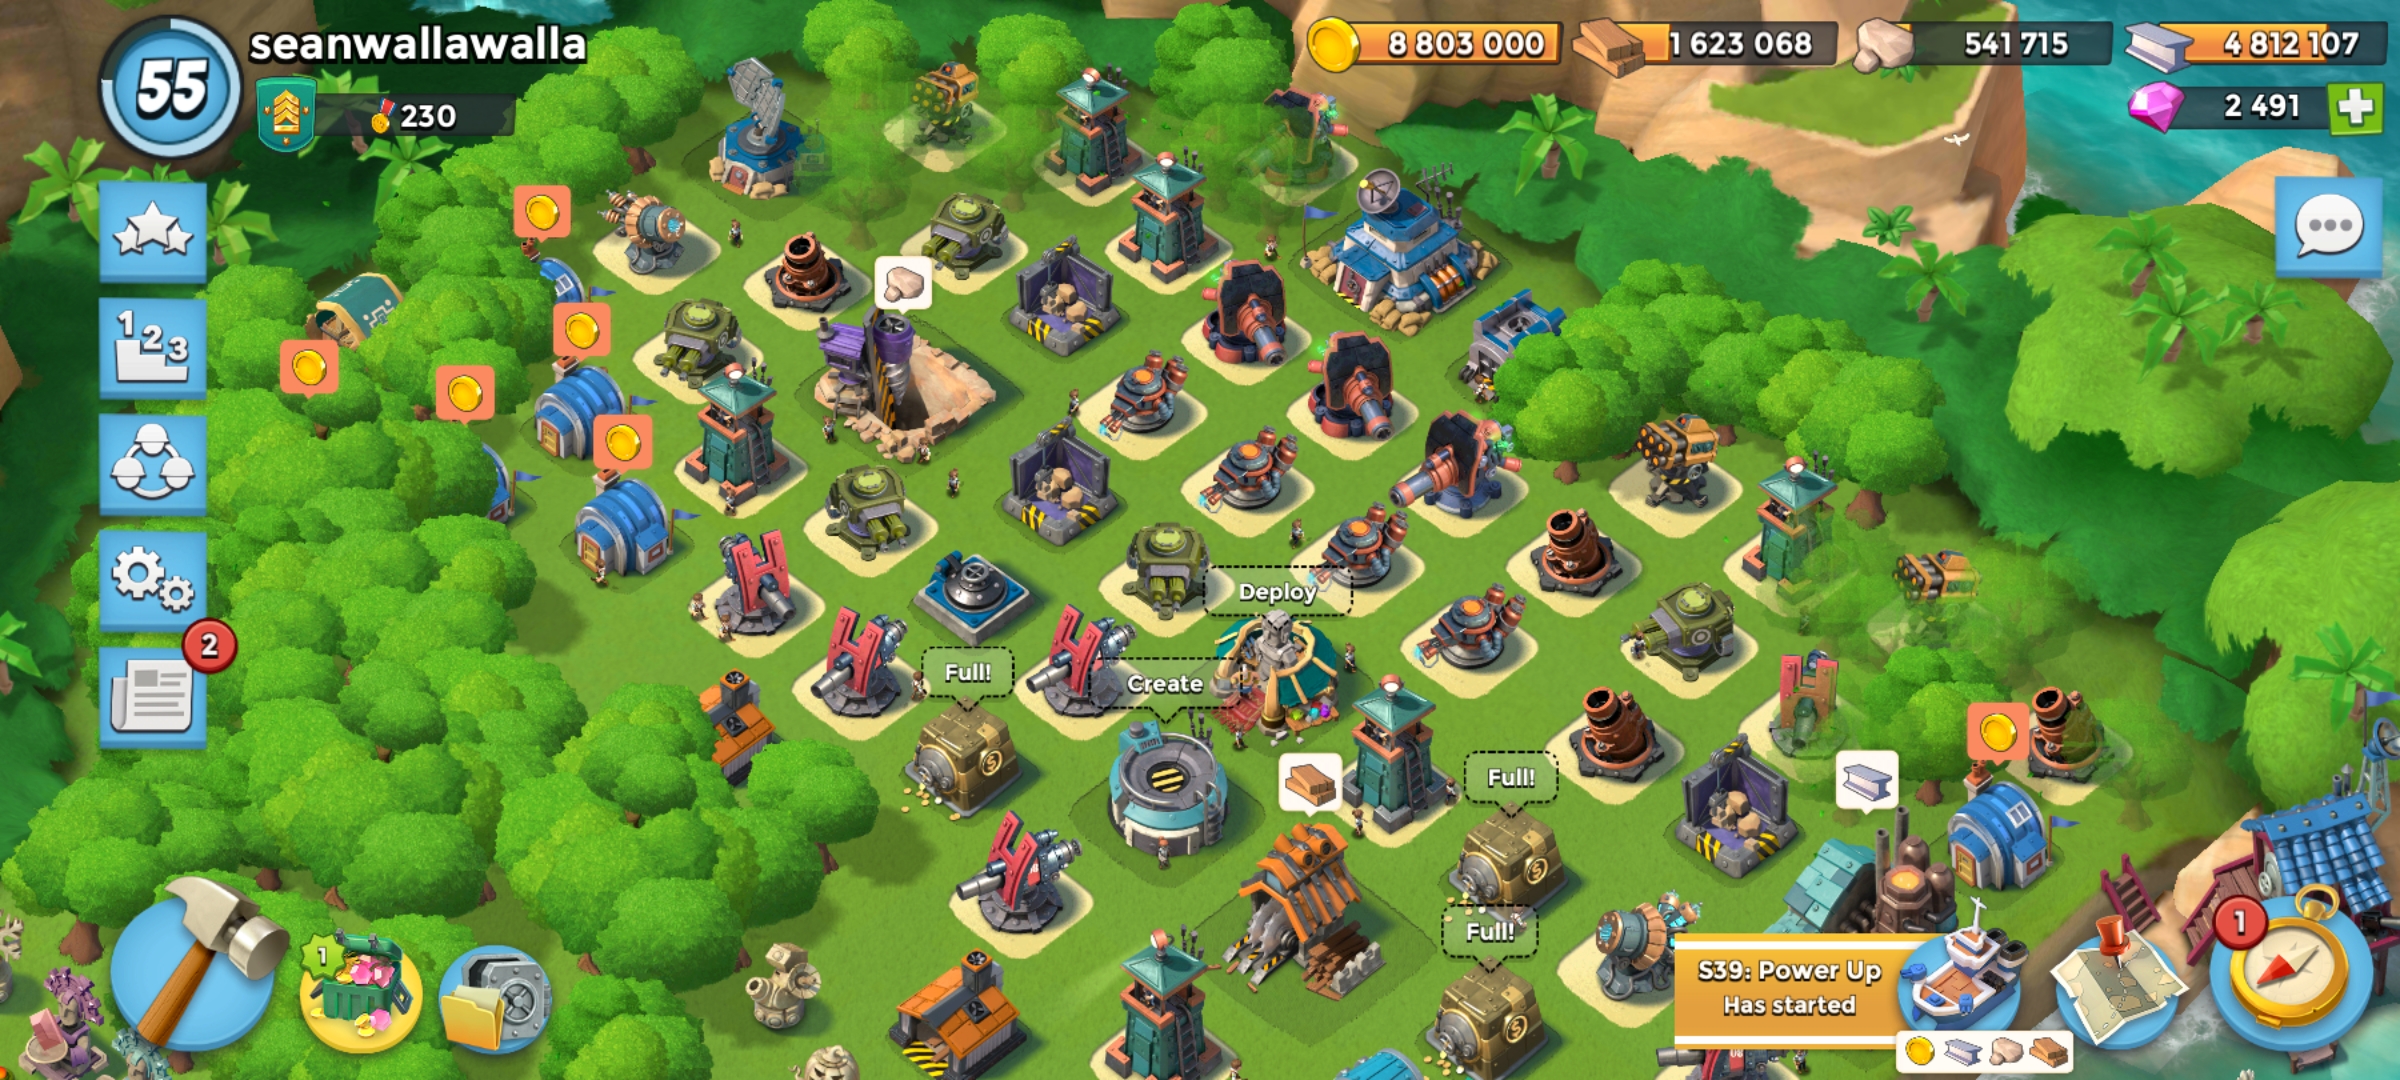 55
seanwallawalla
230
8 803 000
1 623 068
541 715
4 812 107
2 491
1 2 3
2
Deploy
Full!
Create
Full!
Full!
1
S39: Power Up
Has started
1